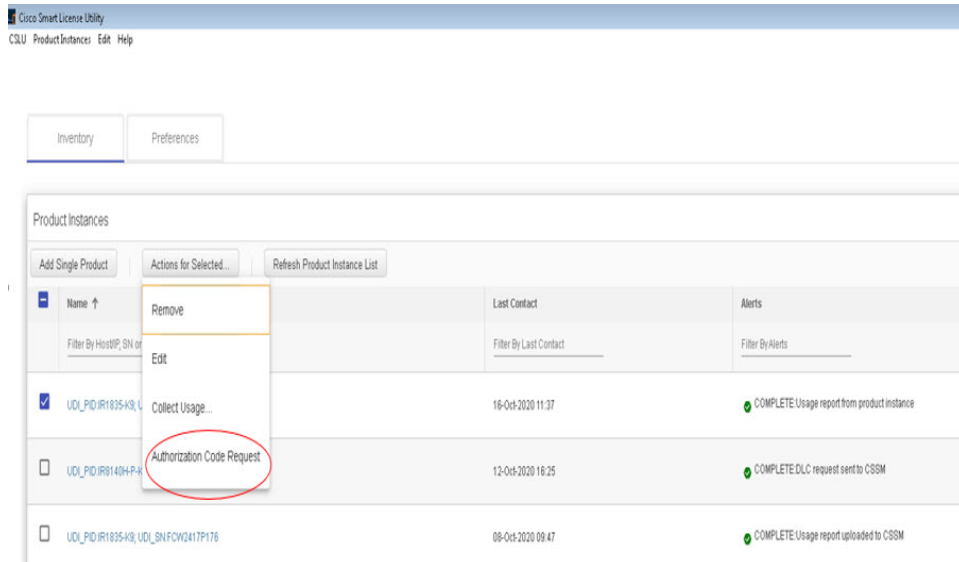 Cisco Smart License Utility
CSLU Product Instances Edit Help
Inventory Preferences
Product Instances
Add Single Product Actions for Selected... Refresh Product Instance List
Name ↑ Last Contact Alerts
Remove
Filter By Host/IP, SN or Filter By Last Contact Filter By Alerts
Edit
UDI_PID:IR1835-K9; Collect Usage... 16-Oct-2020 11:37 COMPLETE:Usage report from product instance
Authorization Code Request
UDI_PID:IR8140H-P-K 12-Oct-2020 16:25 COMPLETE:DLC request sent to CSSM
UDI_PID:IR1835-K9; UDI_SN:FCW2417P176 08-Oct-2020 09:47 COMPLETE:Usage report uploaded to CSSM